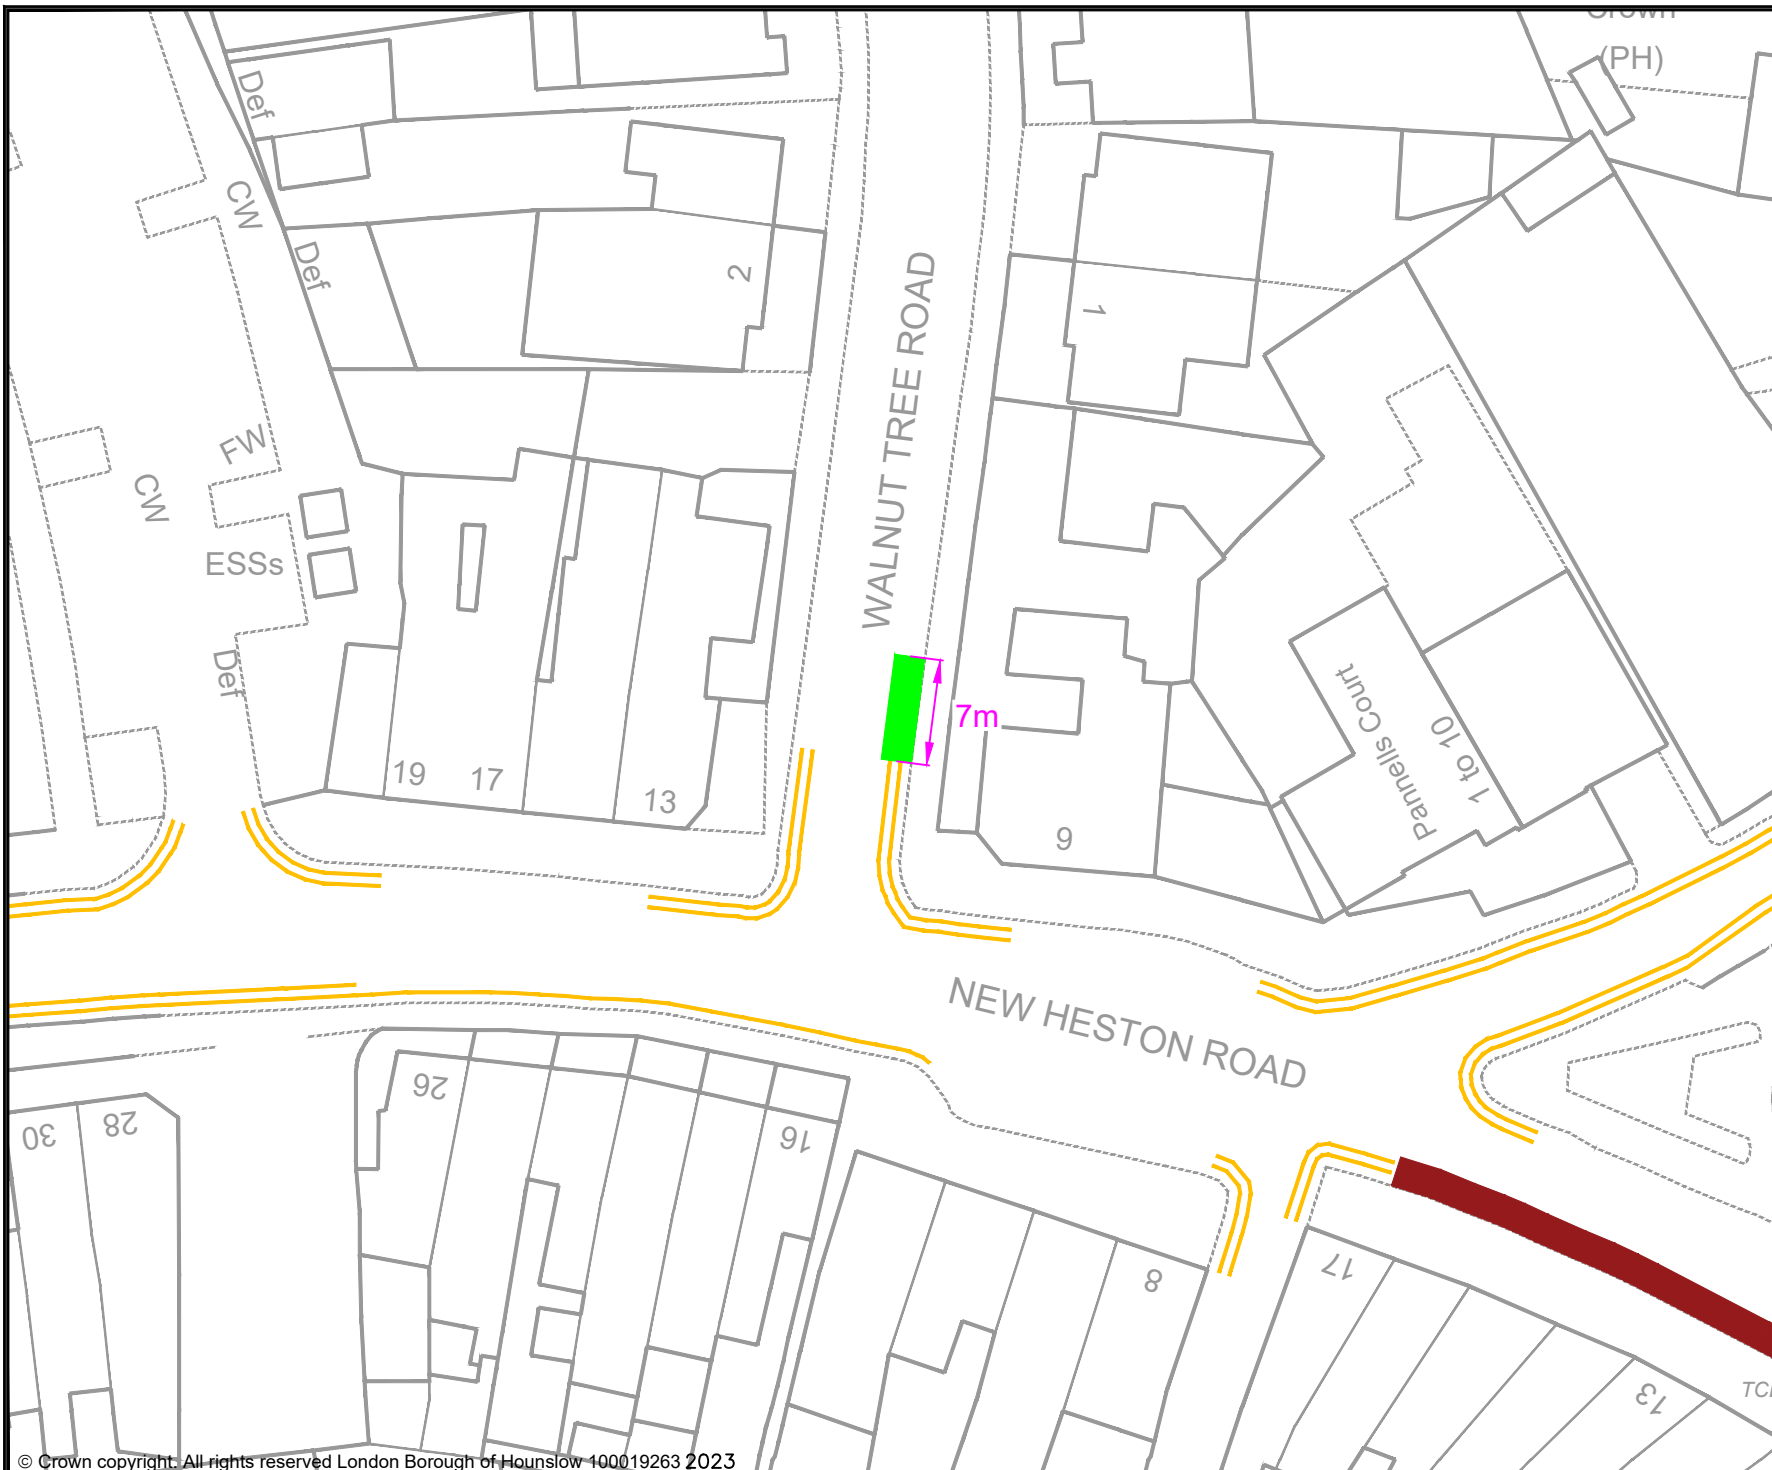 (PH)
Def
CW
Def
2
1
WALNUT TREE ROAD
FW
CW
ESSs
Def
7m
19
17
13
9
Pannells Court
1 to 10
NEW HESTON ROAD
26
28
30
16
8
17
13
© Crown copyright. All rights reserved London Borough of Hounslow 100019263 2023